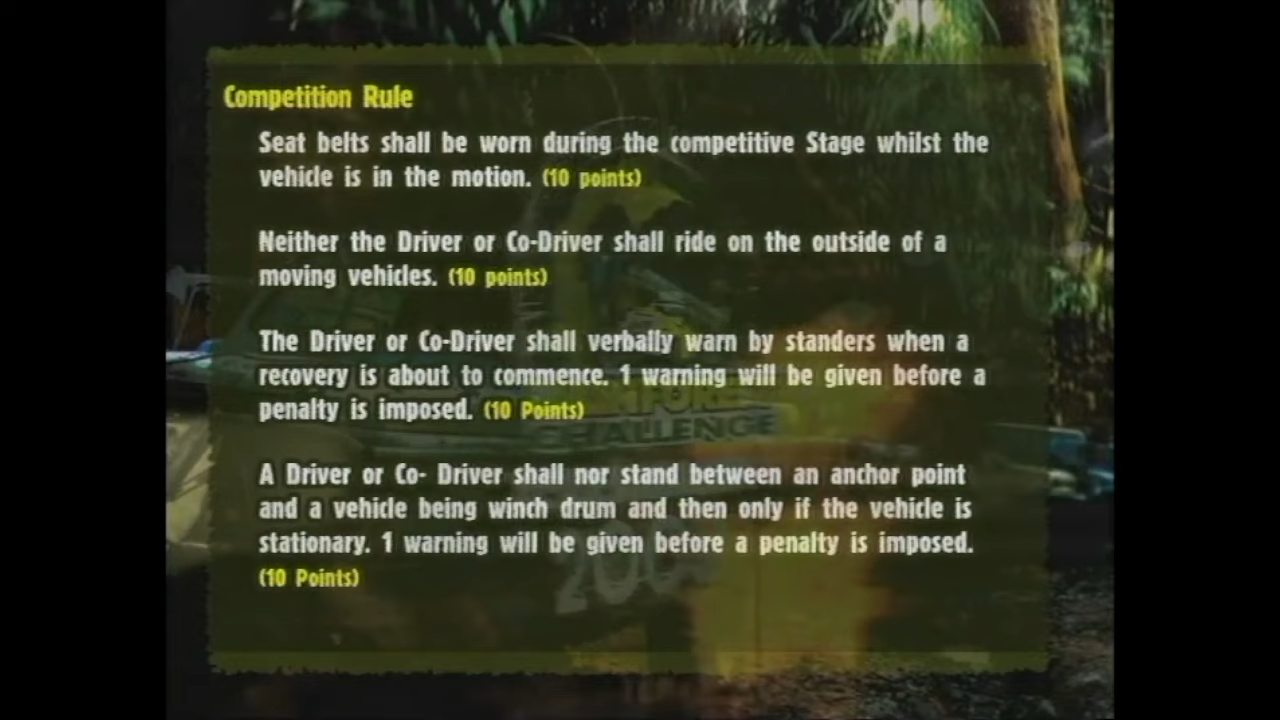 Competition Rule
Seat belts shall be worn during the competitive Stage whilst the
vehicle is in the motion. (10 points)
Neither the Driver or Co-Driver shall ride on the outside of a
moving vehicles. (10 points)
The Driver or Co-Driver shall verbally warn by standers when a
recovery is about to commence. 1 warning will be given before a
penalty is imposed. (10 Points)
CHALLENGE
A Driver or Co- Driver shall nor stand between an anchor point
and a vehicle being winch drum and then only if the vehicle is
stationary. 1 warning will be given before a penalty is imposed.
(10 Points)